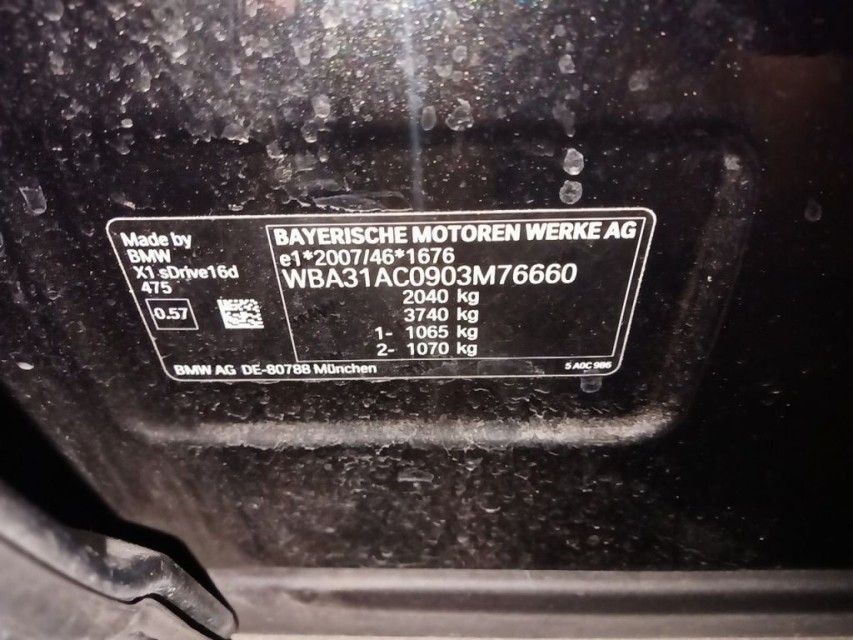 Made by
BMW
X1 sDrive16d
475
0.57
BAYERISCHE MOTOREN WERKE AG
e1*2007/46*1676
WBA31AC0903M76660
2040 kg
3740 kg
1- 1065 kg
2- 1070 kg
BMW AG DE-80788 München
5 A0C 986